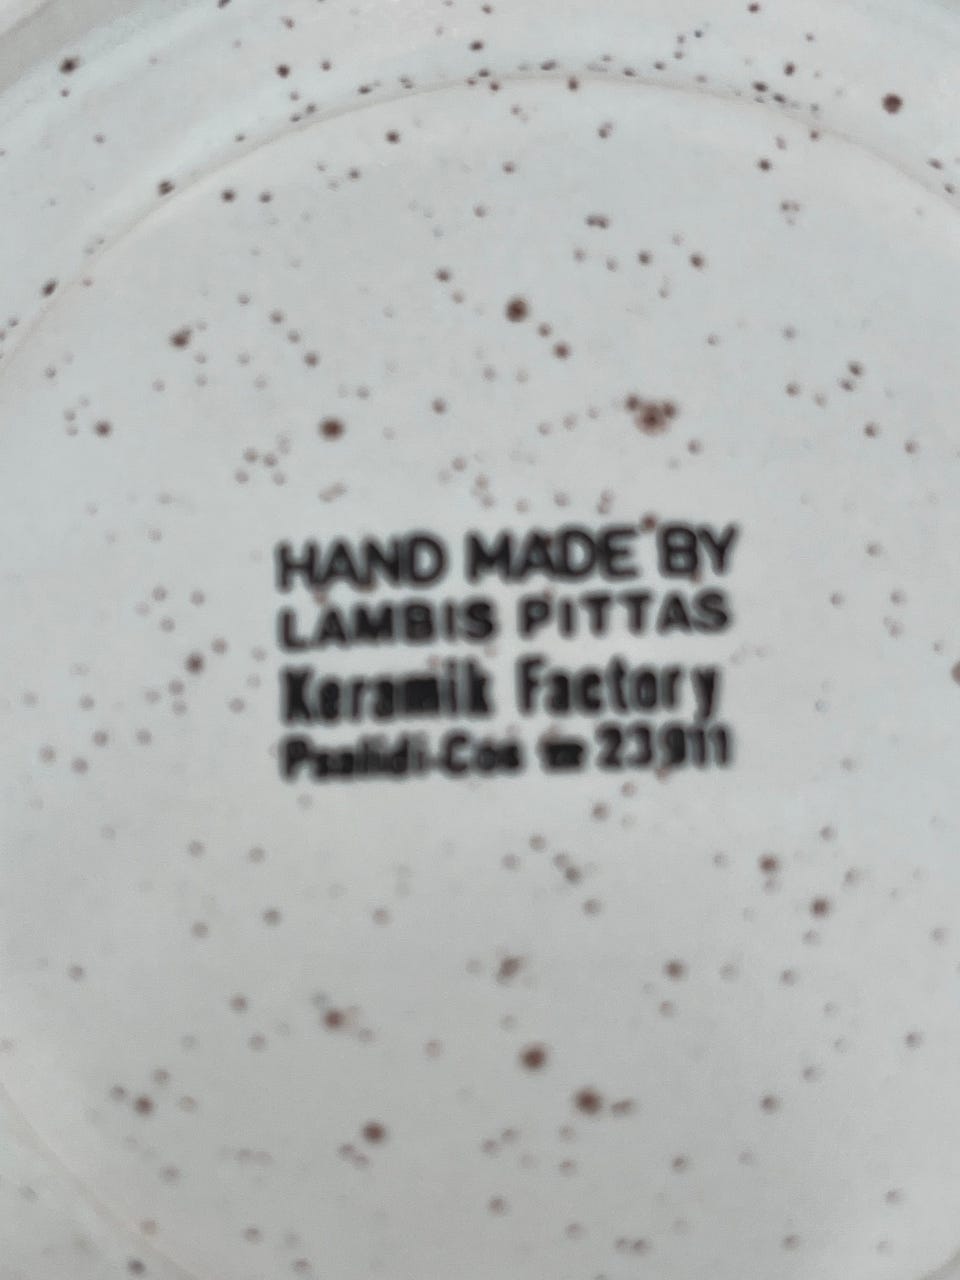 HAND MADE BY
LAMBIS PITTAS
Keramik Factory
Psalidi-Cos ☎ 23911